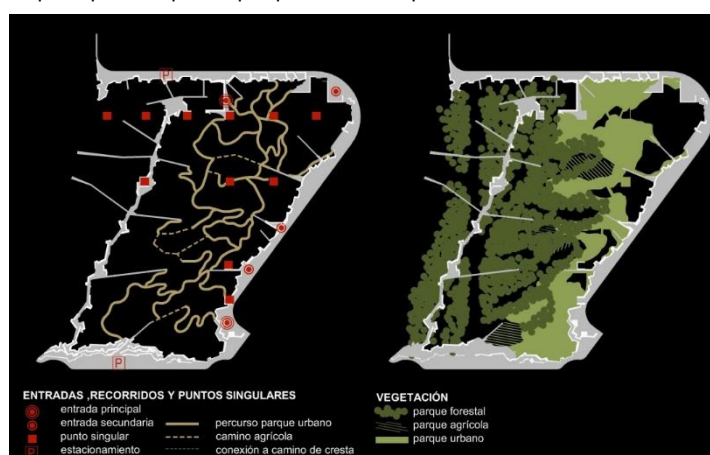 P
P
ENTRADAS ,RECORRIDOS Y PUNTOS SINGULARES
entrada principal
entrada secundaria
punto singular
P estacionamiento
percurso parque urbano
camino agrícola
conexión a camino de cresta
VEGETACIÓN
parque forestal
parque agrícola
parque urbano